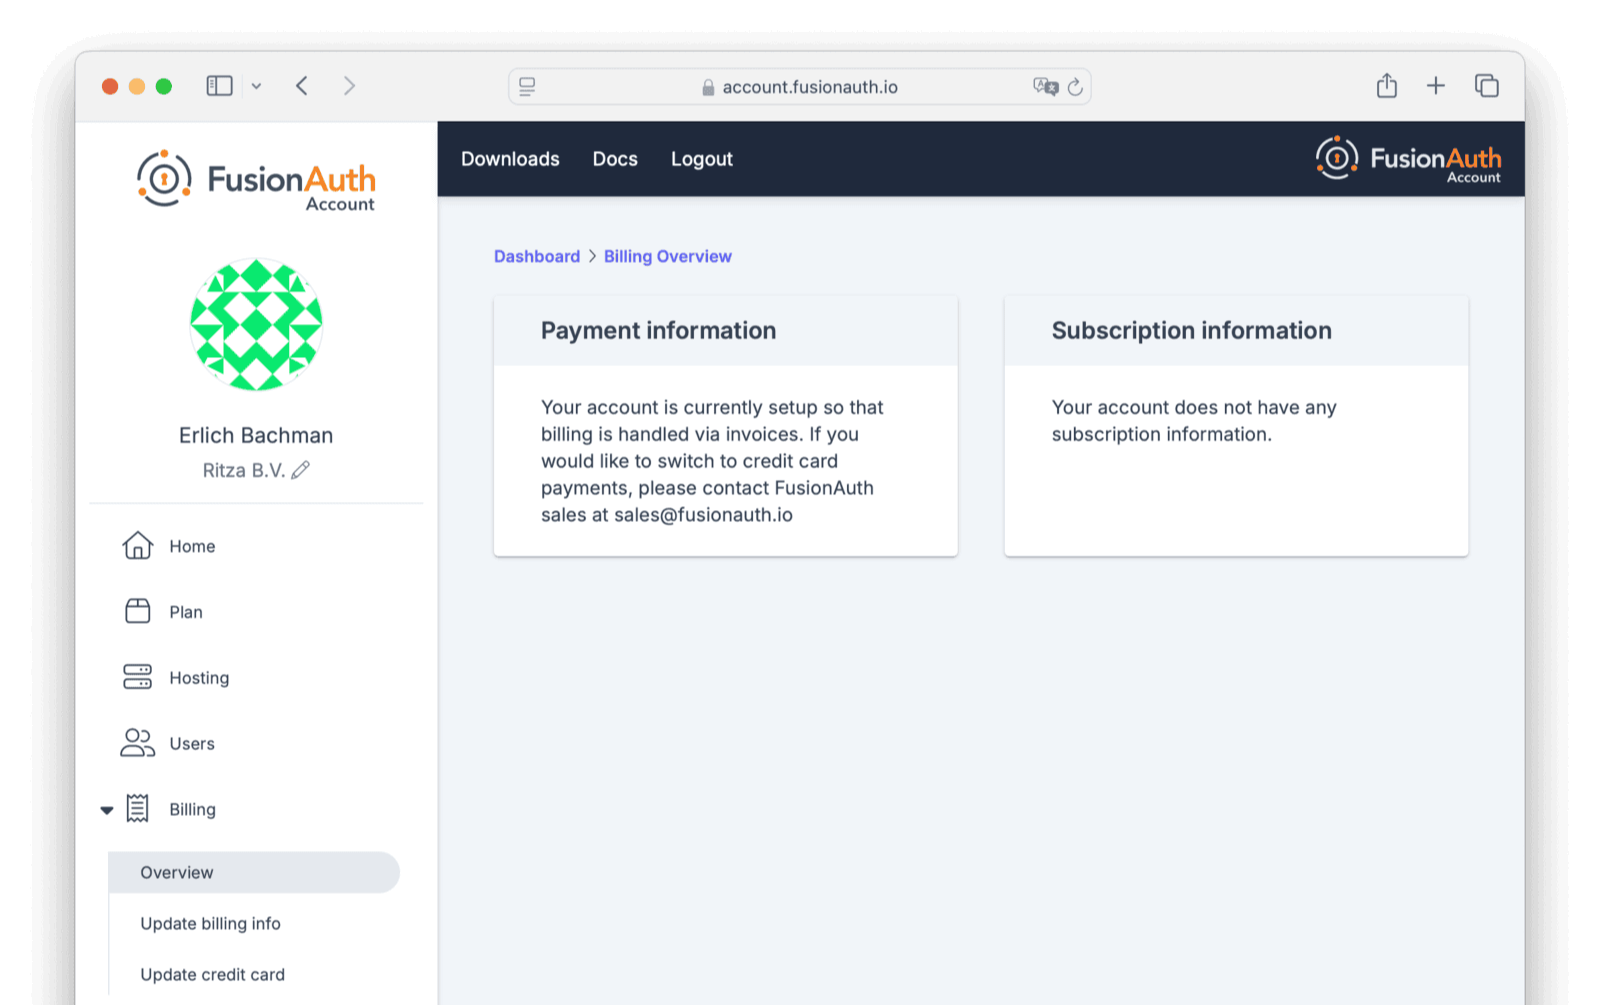 account.fusionauth.io
FusionAuth
Account
Erlich Bachman
Ritza B.V.
Home
Plan
Hosting
Users
Billing
Overview
Update billing info
Update credit card
Downloads Docs Logout
FusionAuth
Account
Dashboard > Billing Overview
Payment information
Your account is currently setup so that
billing is handled via invoices. If you
would like to switch to credit card
payments, please contact FusionAuth
sales at sales@fusionauth.io
Subscription information
Your account does not have any
subscription information.